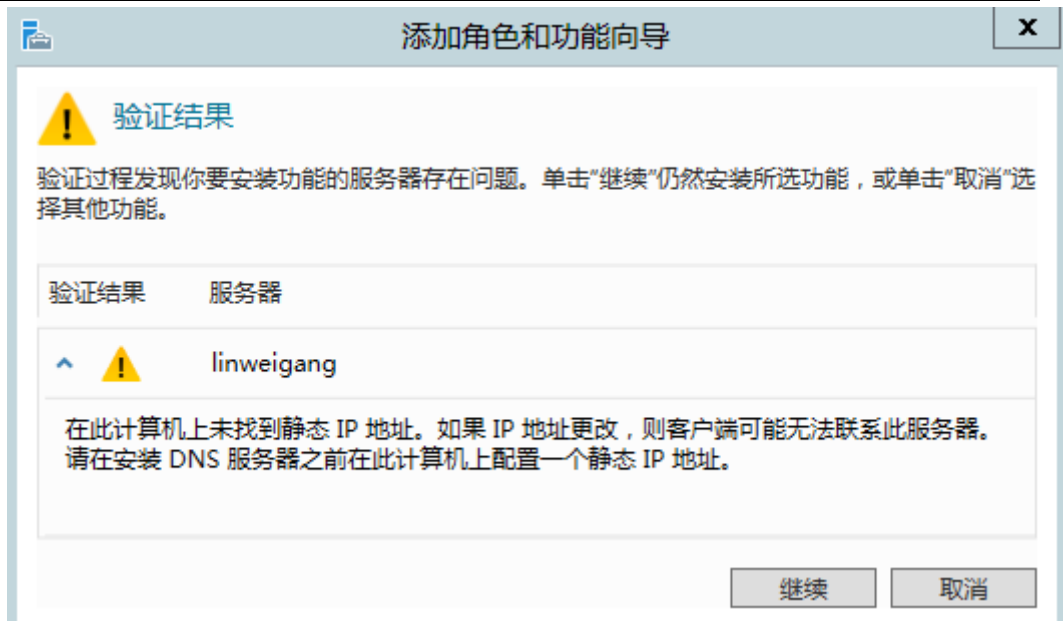 添加角色和功能向导
x
验证结果
验证过程发现你要安装功能的服务器存在问题。单击“继续”仍然安装所选功能，或单击“取消”选
择其他功能。
验证结果 服务器
linweigang
在此计算机上未找到静态 IP 地址。如果 IP 地址更改，则客户端可能无法联系此服务器。
请在安装 DNS 服务器之前在此计算机上配置一个静态 IP 地址。
继续 取消